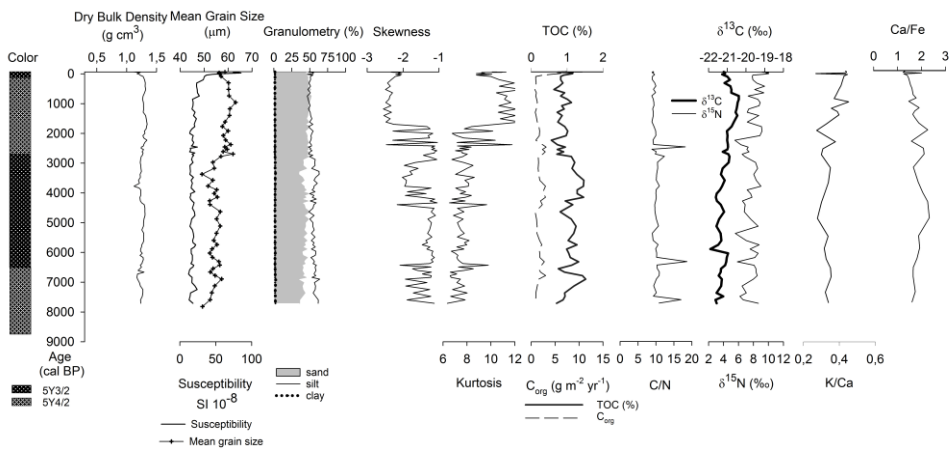 Dry Bulk Density Mean Grain Size
(g cm³) (μm) Granulometry (%) Skewness TOC (%) δ¹³C (‰) Ca/Fe
Color 0,5 1,1 1,5 40 50 60 70 80 0 25 50 75 100 -3 -2 -1 0 1 2 -22 -21 -20 -19 -18 0 1 2 3
0
1000
2000
3000
4000
5000
6000
7000
8000
9000
δ¹³C
δ¹⁵N
Age
(cal BP)
0 50 100 6 8 10 12 0 5 10 0 10 20 2 4 6 8 10 12 0,2 0,4 0,6
Susceptibility
SI 10⁻⁸
sand
silt
clay
Kurtosis C org (g m⁻² yr⁻¹) C/N δ¹⁵N (‰) K/Ca
5Y3/2
5Y4/2
Susceptibility
Mean grain size
TOC (%)
C org